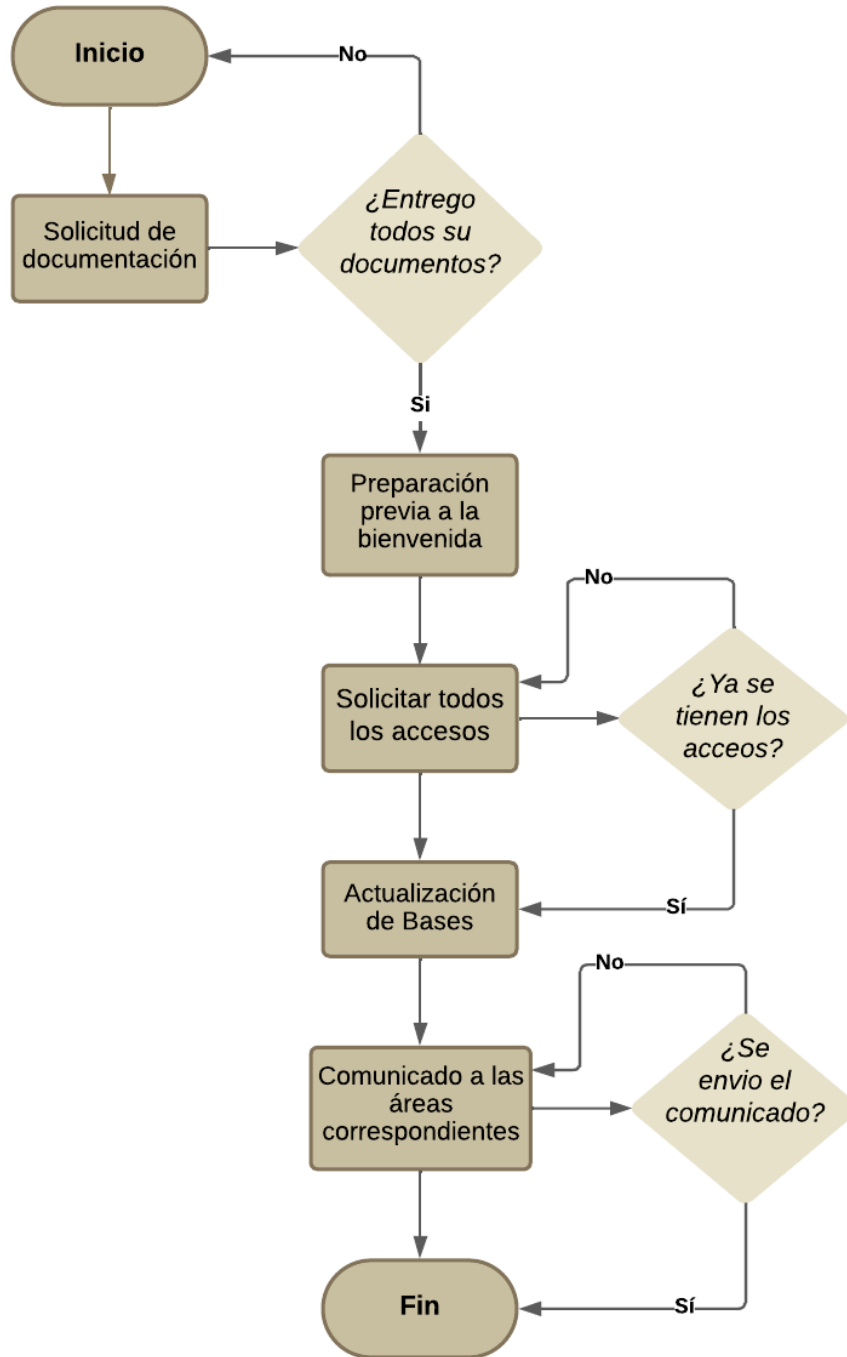 Inicio
No
Solicitud de
documentación
¿Entrego
todos su
documentos?
Si
Preparación
previa a la
bienvenida
No
Solicitar todos
los accesos
¿Ya se
tienen los
acceos?
Actualización
de Bases
Sí
No
Comunicado a las
áreas
correspondientes
¿Se
envio el
comunicado?
Fin
Sí